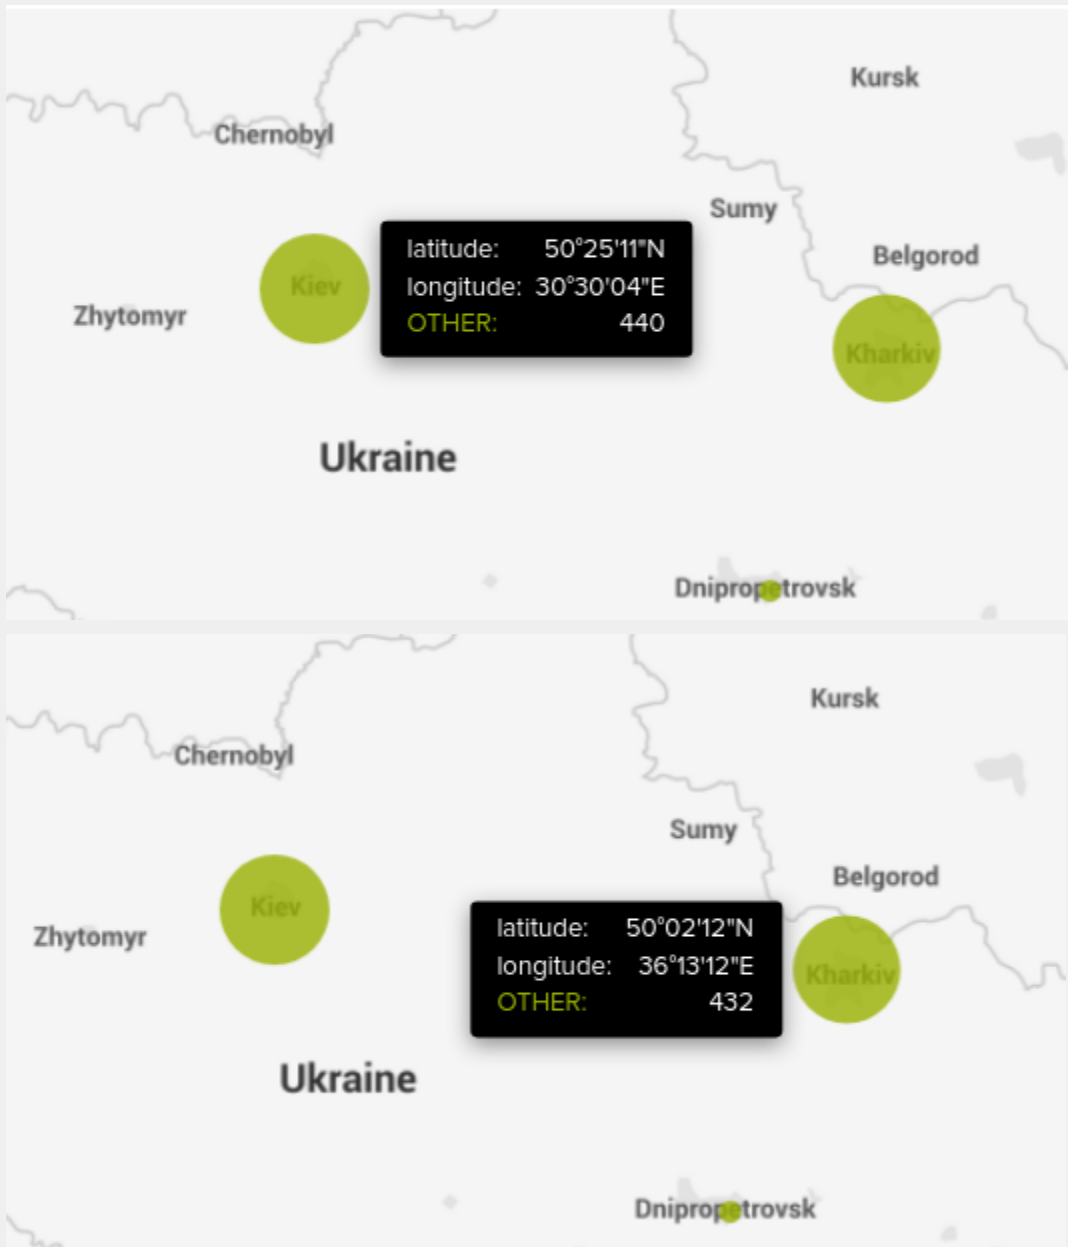 Kursk
Chernobyl
Sumy
latitude: 50°25'11"N
Belgorod
Kiev
longitude: 30°30'04"E
Zhytomyr
OTHER: 440
Kharkiv
Ukraine
Dnipropetrovsk
Kursk
Chernobyl
Sumy
Belgorod
Kiev
latitude: 50°02'12"N
Zhytomyr
longitude: 36°13'12"E
Kharkiv
OTHER: 432
Ukraine
Dnipropetrovsk